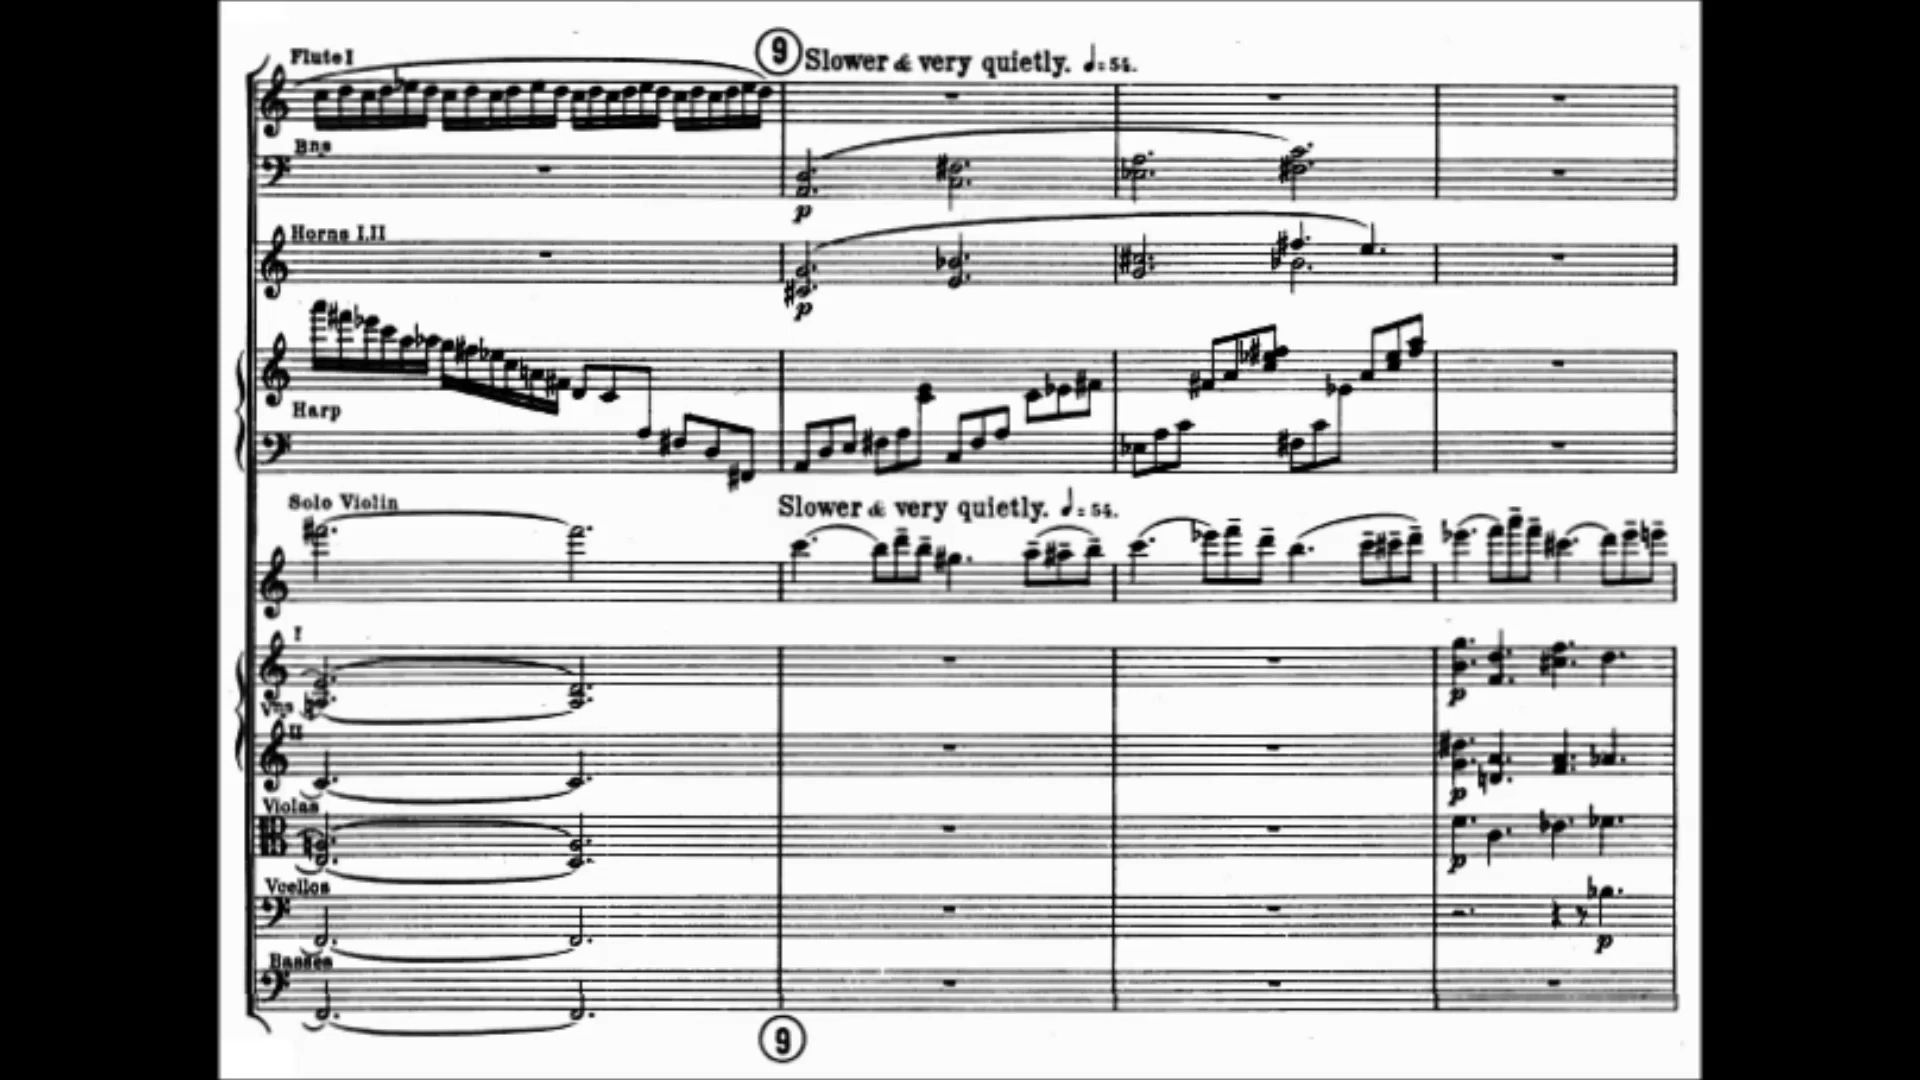 Flute I
9 Slower & very quietly. ♩.=54.
Bns
p
Horns I.II
p
Harp
Solo Violin
Slower & very quietly. ♩.=54.
I
p
Vns
II
p
Violas
p
Vcellos
p
Basses
9